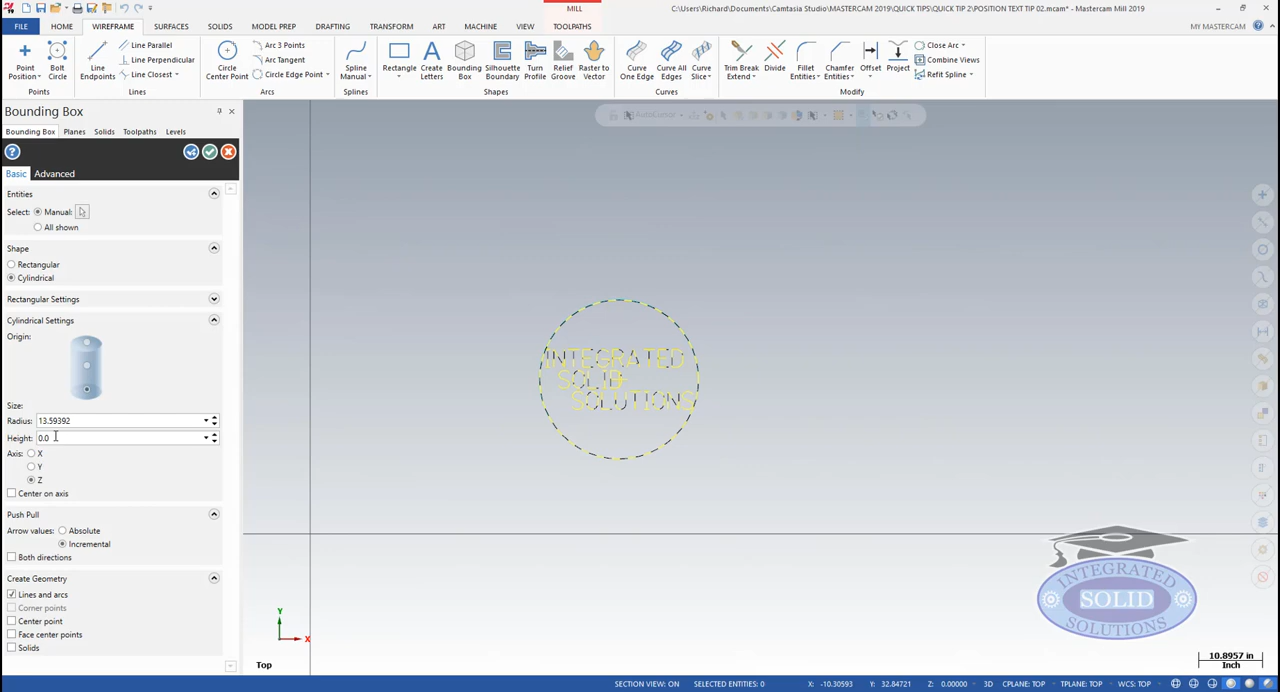 MILL
C:\Users\Richard\Documents\Camtasia Studio\MASTERCAM 2019\QUICK TIPS\QUICK TIP 2\POSITION TEXT TIP 02.mcam* - Mastercam Mill 2019
FILE HOME WIREFRAME SURFACES SOLIDS MODEL PREP DRAFTING TRANSFORM ART MACHINE VIEW TOOLPATHS MY MASTERCAM
Point Position
Bolt Circle
Points
Line Endpoints
Line Parallel
Line Perpendicular
Line Closest
Lines
Circle Center Point
Arc 3 Points
Arc Tangent
Circle Edge Point
Arcs
Spline Manual
Splines
Rectangle
Create Letters
Bounding Box
Silhouette Boundary
Turn Profile
Relief Groove
Raster to Vector
Shapes
Curve One Edge
Curve All Edges
Curve Slice
Curves
Trim Break Extend
Divide
Fillet Entities
Chamfer Entities
Offset
Project
Close Arc
Combine Views
Refit Spline
Modify
Bounding Box
Bounding Box Planes Solids Toolpaths Levels
Basic Advanced
Entities
Select: Manual:
All shown
Shape
Rectangular
Cylindrical
Rectangular Settings
Cylindrical Settings
Origin:
Size:
Radius: 13.59392
Height: 0.0
Axis: X
Y
Z
Center on axis
Push Pull
Arrow values: Absolute
Incremental
Both directions
Create Geometry
Lines and arcs
Corner points
Center point
Face center points
Solids
AutoCursor
INTEGRATED
SOLID
SOLUTIONS
Y
X
Top
INTEGRATED
SOLID
SOLUTIONS
10.8957 in
Inch
SECTION VIEW: ON SELECTED ENTITIES: 0 X: -10.30593 Y: 32.84721 Z: 0.00000 3D CPLANE: TOP TPLANE: TOP WCS: TOP